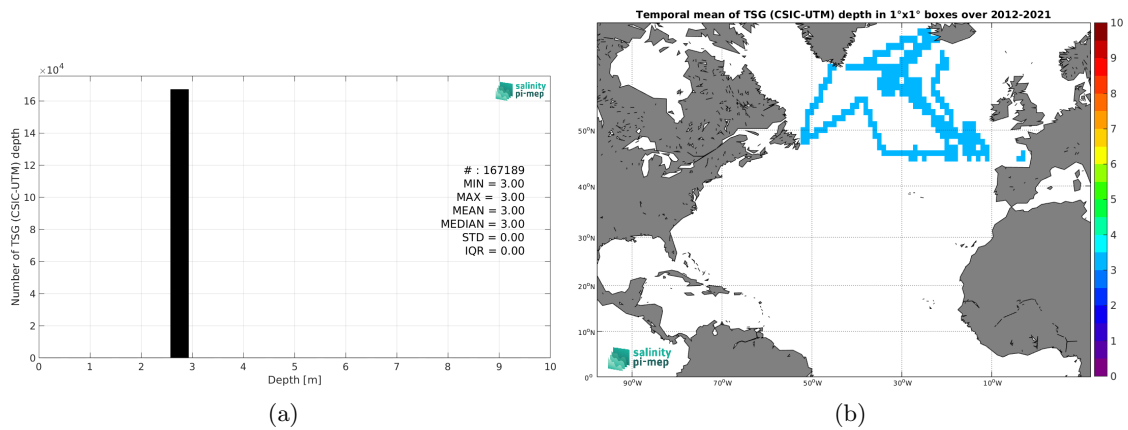 ×10⁴
16
14
12
10
8
6
4
2
0
Number of TSG (CSIC-UTM) depth
salinity
pi-mep
# : 167189
MIN = 3.00
MAX = 3.00
MEAN = 3.00
MEDIAN = 3.00
STD = 0.00
IQR = 0.00
0 1 2 3 4 5 6 7 8 9 10
Depth [m]
(a)
Temporal mean of TSG (CSIC-UTM) depth in 1°x1° boxes over 2012-2021
50°N
40°N
30°N
20°N
10°N
0°
90°W 70°W 50°W 30°W 10°W
salinity
pi-mep
10
9
8
7
6
5
4
3
2
1
0
(b)